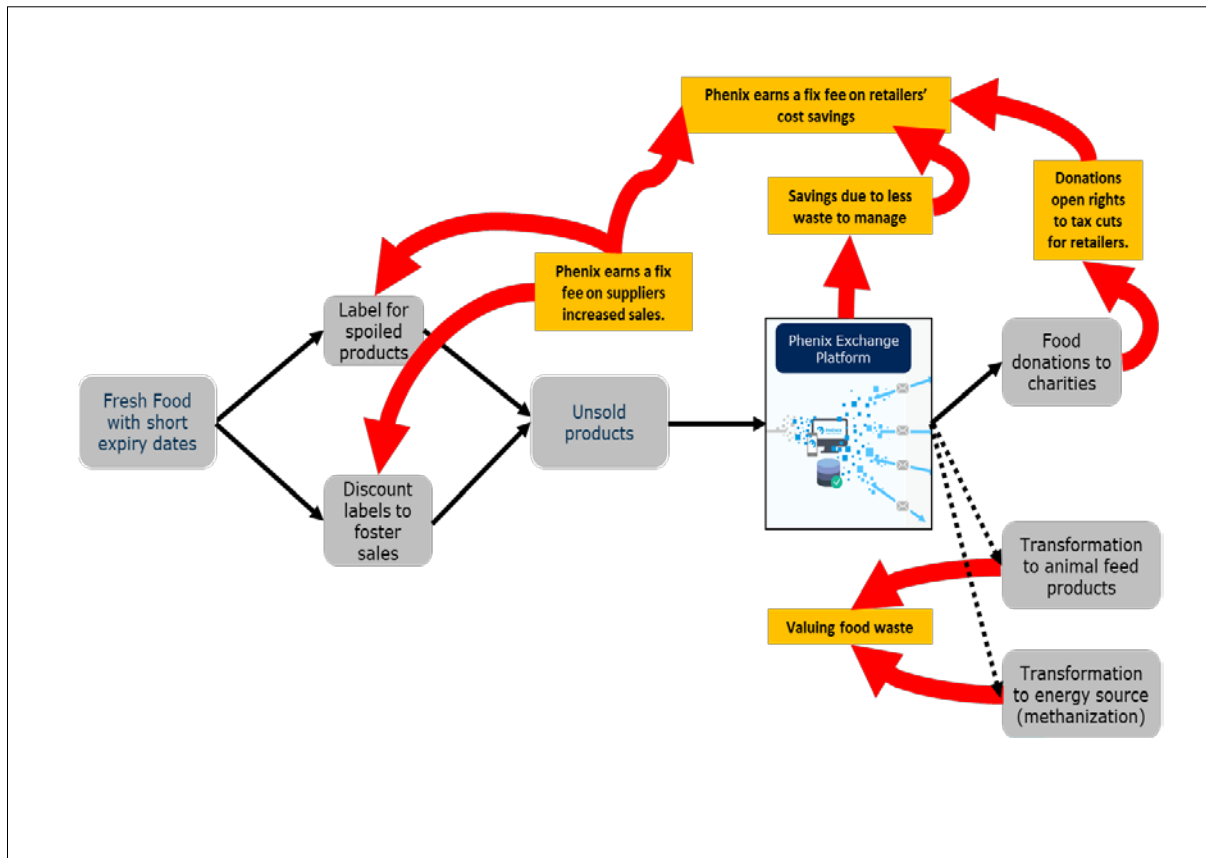 Phenix earns a fix fee on retailers'
cost savings
Savings due to less
waste to manage
Donations
open rights
to tax cuts
for retailers.
Phenix earns a fix
fee on suppliers
increased sales.
Label for
spoiled
products
Phenix Exchange
Platform
Food
donations to
charities
Fresh Food
with short
expiry dates
Unsold
products
Discount
labels to
foster
sales
Transformation
to animal feed
products
Valuing food waste
Transformation
to energy source
(methanization)